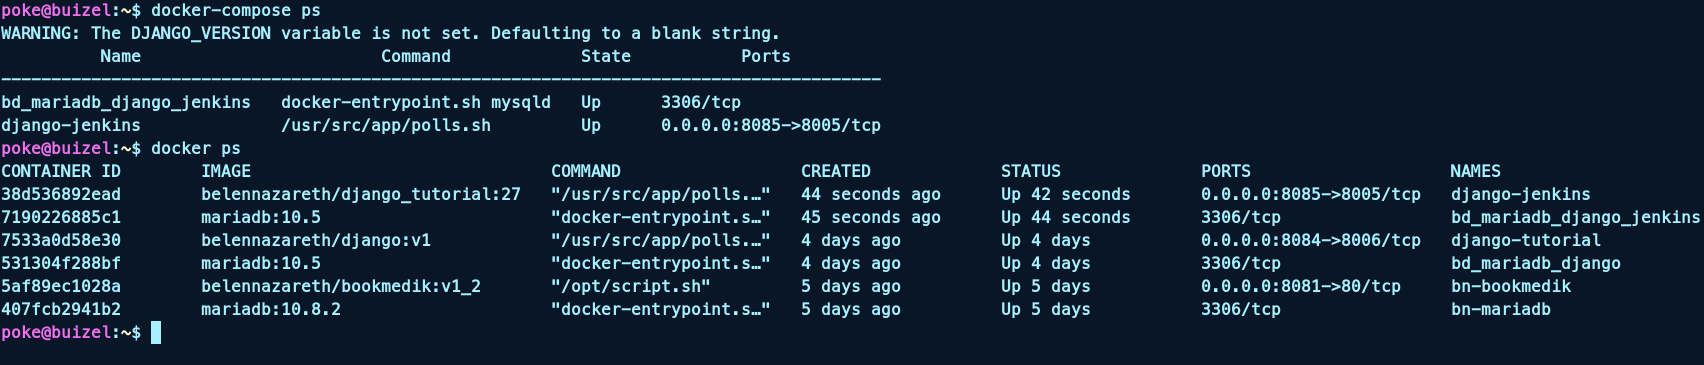 poke@buizel:~$ docker-compose ps
WARNING: The DJANGO_VERSION variable is not set. Defaulting to a blank string.
          Name                        Command             State           Ports
----------------------------------------------------------------------------------------
bd_mariadb_django_jenkins   docker-entrypoint.sh mysqld   Up      3306/tcp
django-jenkins              /usr/src/app/polls.sh         Up      0.0.0.0:8085->8005/tcp
poke@buizel:~$ docker ps
CONTAINER ID        IMAGE                              COMMAND                  CREATED             STATUS              PORTS                    NAMES
38d536892ead        belennazareth/django_tutorial:27   "/usr/src/app/polls.…"   44 seconds ago      Up 42 seconds       0.0.0.0:8085->8005/tcp   django-jenkins
7190226885c1        mariadb:10.5                       "docker-entrypoint.s…"   45 seconds ago      Up 44 seconds       3306/tcp                 bd_mariadb_django_jenkins
7533a0d58e30        belennazareth/django:v1            "/usr/src/app/polls.…"   4 days ago          Up 4 days           0.0.0.0:8084->8006/tcp   django-tutorial
531304f288bf        mariadb:10.5                       "docker-entrypoint.s…"   4 days ago          Up 4 days           3306/tcp                 bd_mariadb_django
5af89ec1028a        belennazareth/bookmedik:v1_2       "/opt/script.sh"         5 days ago          Up 5 days           0.0.0.0:8081->80/tcp     bn-bookmedik
407fcb2941b2        mariadb:10.8.2                     "docker-entrypoint.s…"   5 days ago          Up 5 days           3306/tcp                 bn-mariadb
poke@buizel:~$